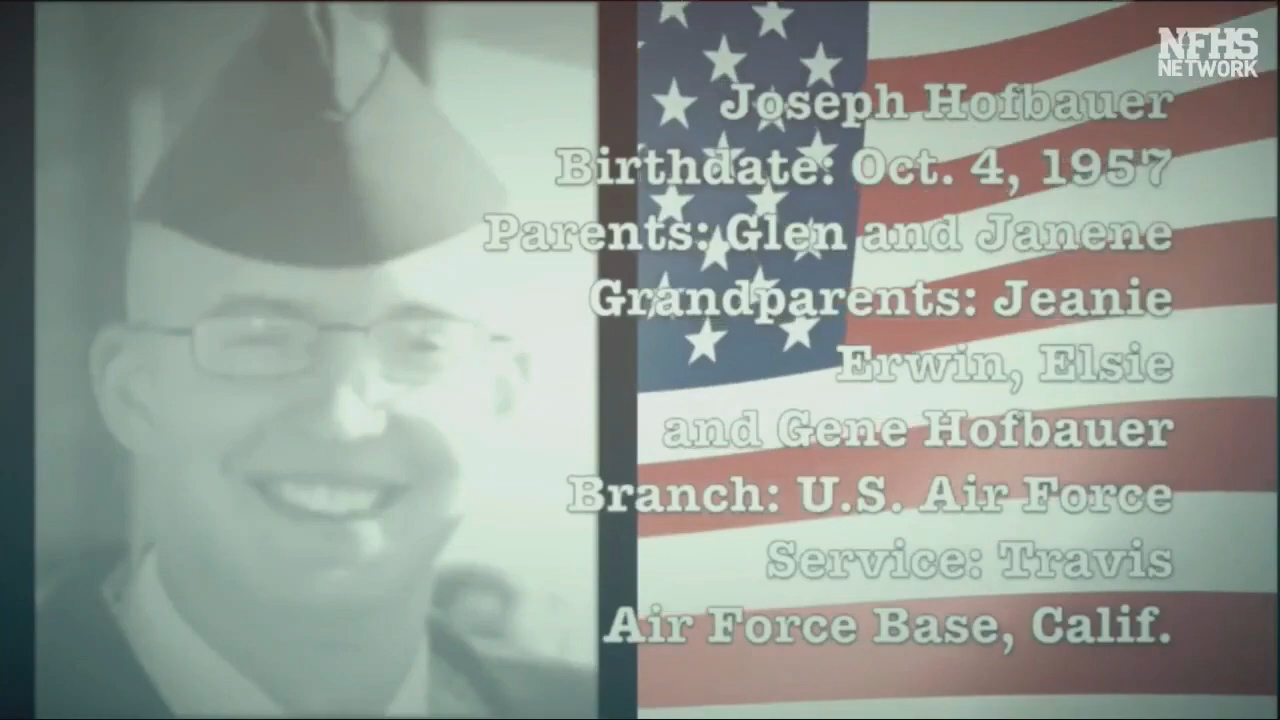 NFHS
NETWORK
Joseph Hofbauer
Birthdate: Oct. 4, 1957
Parents: Glen and Janene
Grandparents: Jeanie
Erwin, Elsie
and Gene Hofbauer
Branch: U.S. Air Force
Service: Travis
Air Force Base, Calif.